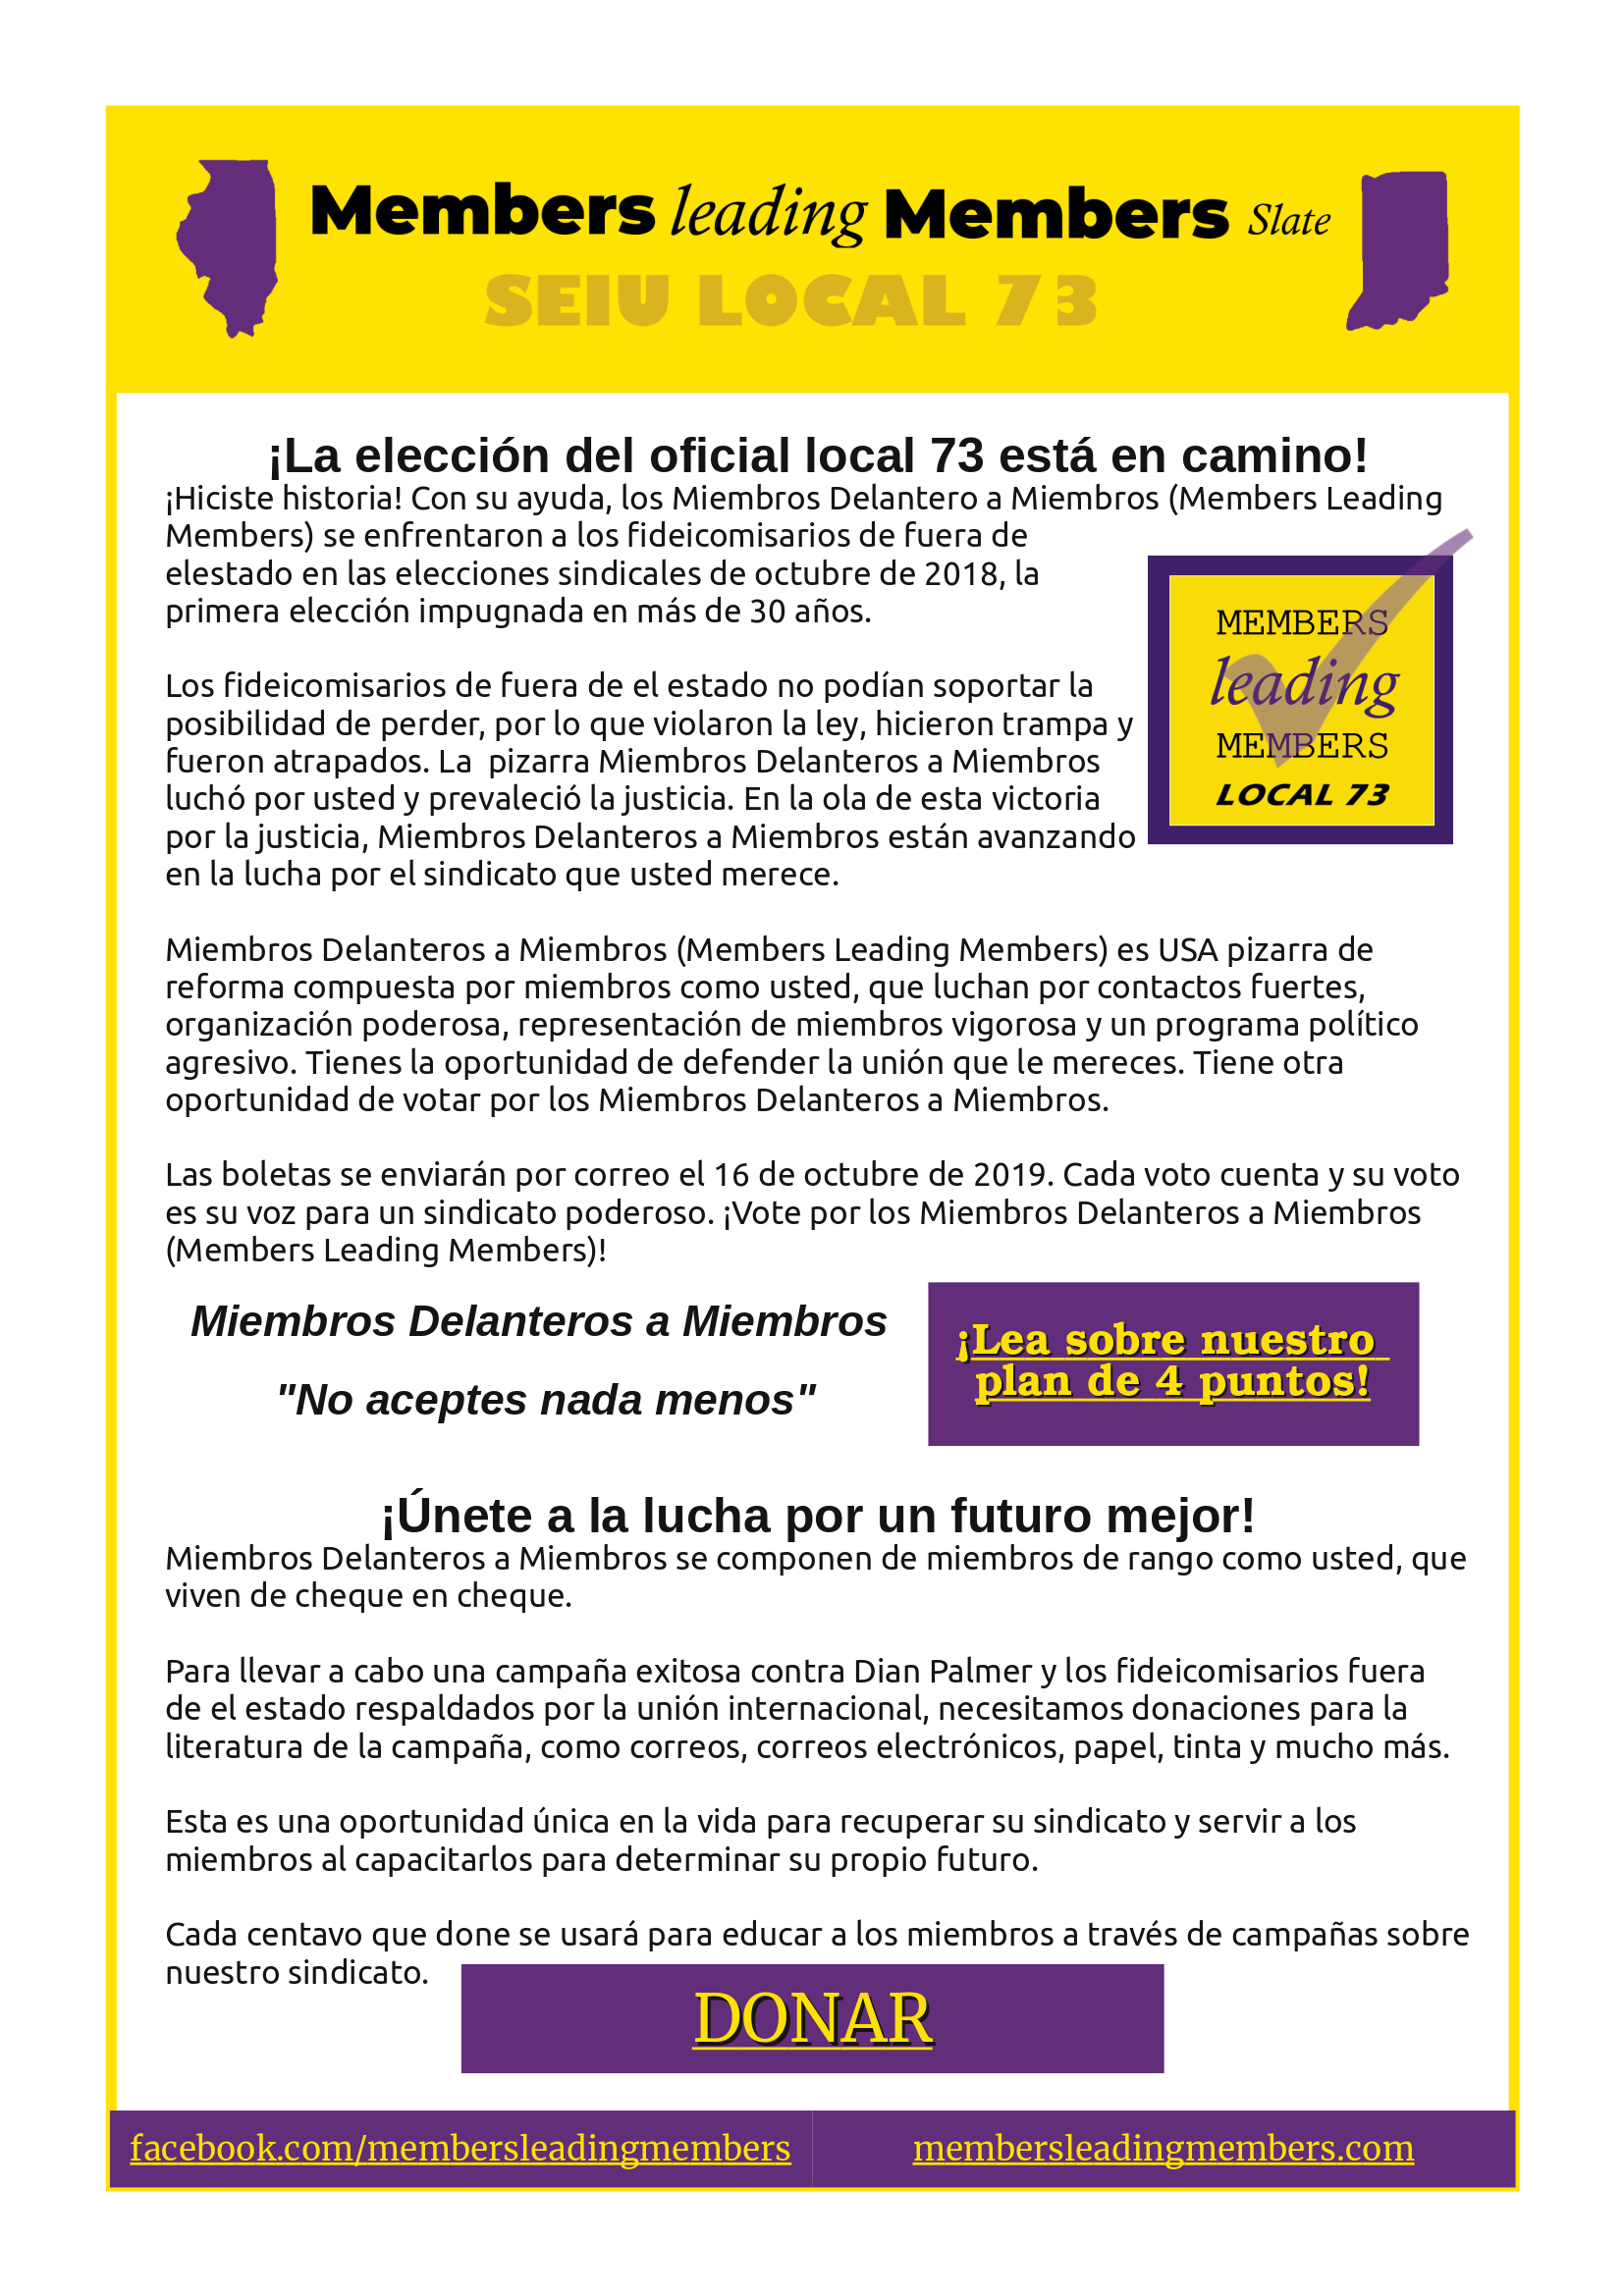 Members leading Members Slate
SEIU LOCAL 73
¡La elección del oficial local 73 está en camino!
¡Hiciste historia! Con su ayuda, los Miembros Delantero a Miembros (Members Leading
Members) se enfrentaron a los fideicomisarios de fuera de
elestado en las elecciones sindicales de octubre de 2018, la
primera elección impugnada en más de 30 años.
MEMBERS
leading
MEMBERS
LOCAL 73
Los fideicomisarios de fuera de el estado no podían soportar la
posibilidad de perder, por lo que violaron la ley, hicieron trampa y
fueron atrapados. La  pizarra Miembros Delanteros a Miembros
luchó por usted y prevaleció la justicia. En la ola de esta victoria
por la justicia, Miembros Delanteros a Miembros están avanzando
en la lucha por el sindicato que usted merece.
Miembros Delanteros a Miembros (Members Leading Members) es USA pizarra de
reforma compuesta por miembros como usted, que luchan por contactos fuertes,
organización poderosa, representación de miembros vigorosa y un programa político
agresivo. Tienes la oportunidad de defender la unión que le mereces. Tiene otra
oportunidad de votar por los Miembros Delanteros a Miembros.
Las boletas se enviarán por correo el 16 de octubre de 2019. Cada voto cuenta y su voto
es su voz para un sindicato poderoso. ¡Vote por los Miembros Delanteros a Miembros
(Members Leading Members)!
Miembros Delanteros a Miembros
"No aceptes nada menos"
¡Lea sobre nuestro
plan de 4 puntos!
¡Únete a la lucha por un futuro mejor!
Miembros Delanteros a Miembros se componen de miembros de rango como usted, que
viven de cheque en cheque.
Para llevar a cabo una campaña exitosa contra Dian Palmer y los fideicomisarios fuera
de el estado respaldados por la unión internacional, necesitamos donaciones para la
literatura de la campaña, como correos, correos electrónicos, papel, tinta y mucho más.
Esta es una oportunidad única en la vida para recuperar su sindicato y servir a los
miembros al capacitarlos para determinar su propio futuro.
Cada centavo que done se usará para educar a los miembros a través de campañas sobre
nuestro sindicato.
DONAR
facebook.com/membersleadingmembers
membersleadingmembers.com